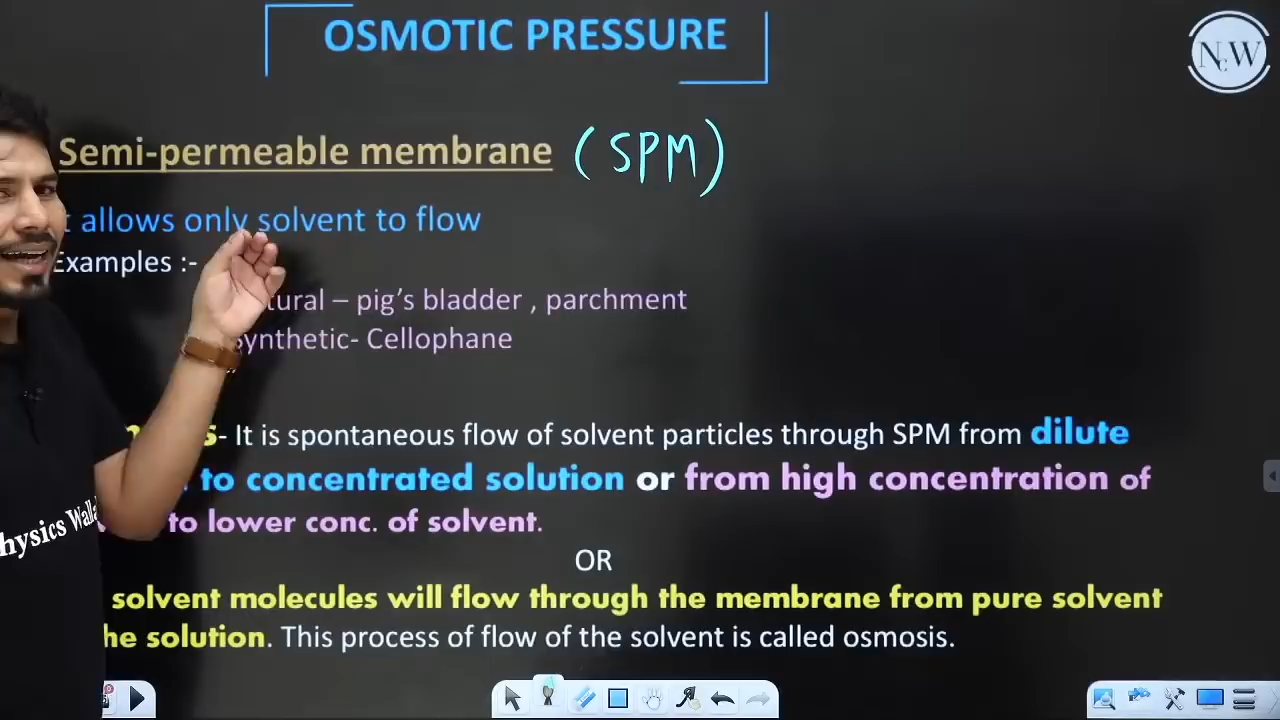 OSMOTIC PRESSURE
NcW
Semi-permeable membrane (SPM)
allows only solvent to flow
Examples :-
tural – pig's bladder , parchment
Synthetic- Cellophane
S- It is spontaneous flow of solvent particles through SPM from dilute
to concentrated solution or from high concentration of
to lower conc. of solvent.
OR
solvent molecules will flow through the membrane from pure solvent
he solution. This process of flow of the solvent is called osmosis.
hysics Walla